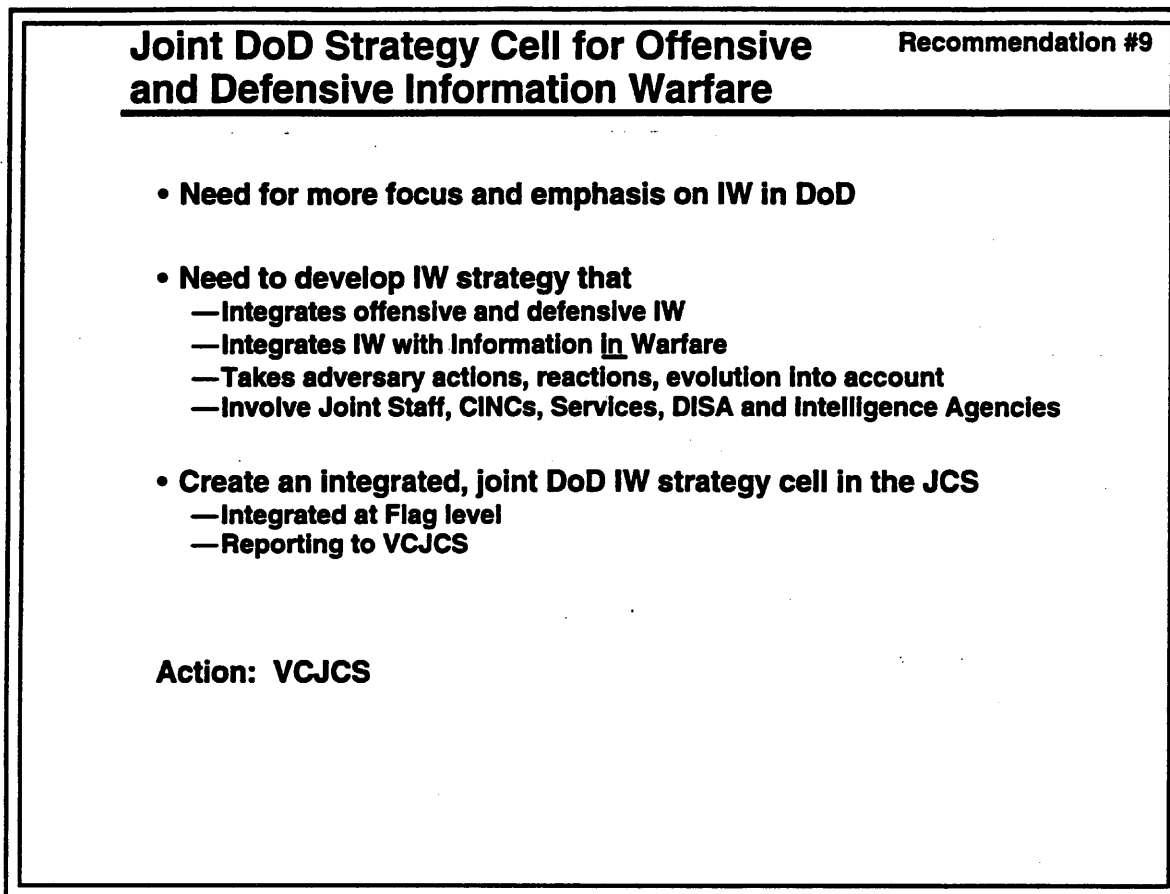 Joint DoD Strategy Cell for Offensive
and Defensive Information Warfare
Recommendation #9
• Need for more focus and emphasis on IW in DoD
• Need to develop IW strategy that
—Integrates offensive and defensive IW
—Integrates IW with Information in Warfare
—Takes adversary actions, reactions, evolution into account
—Involve Joint Staff, CINCs, Services, DISA and Intelligence Agencies
• Create an integrated, joint DoD IW strategy cell in the JCS
—Integrated at Flag level
—Reporting to VCJCS
Action: VCJCS